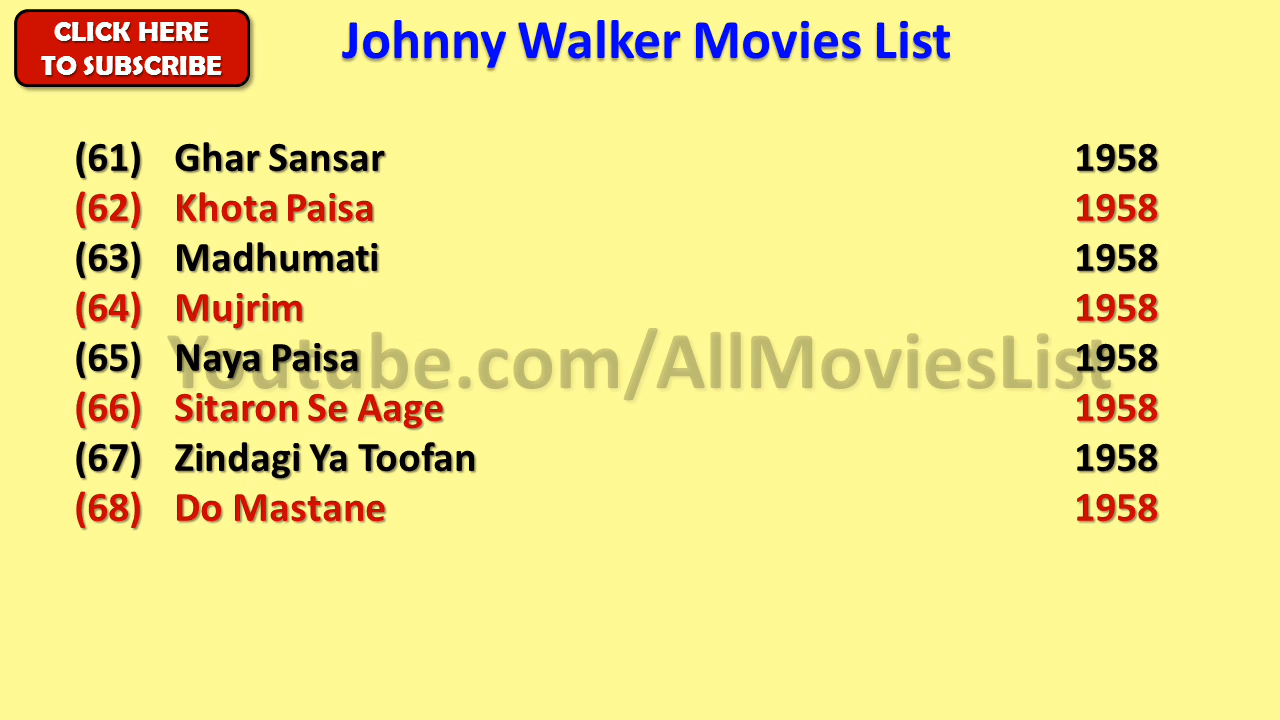 CLICK HERE
TO SUBSCRIBE
Johnny Walker Movies List
(61) Ghar Sansar 1958
(62) Khota Paisa 1958
(63) Madhumati 1958
(64) Mujrim 1958
(65) Naya Paisa 1958
Youtube.com/AllMoviesList
(66) Sitaron Se Aage 1958
(67) Zindagi Ya Toofan 1958
(68) Do Mastane 1958